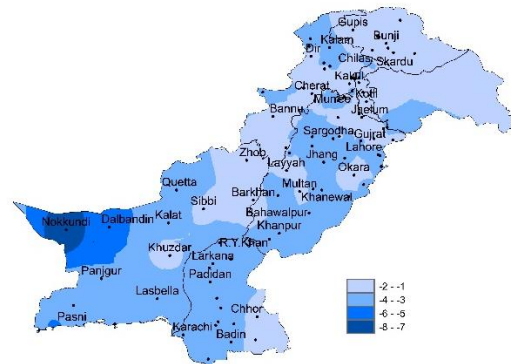 Gupis
Bunji
Kalam
Dir
Chilas
Skardu
Kakul
Cherat
Murree
Kotli
Bannu
Jhelum
Sargodha
Gujrat
Zhob
Lahore
Jhang
Layyah
Okara
Quetta
Multan
Barkhan
Khanewal
Sibbi
Bahawalpur
Nokkundi
Dalbandin
Kalat
Khanpur
R.Y.Khan
Khuzdar
Larkana
Panjgur
Padidan
Lasbella
Pasni
Chhor
Karachi
Badin
-2 - -1
-4 - -3
-6 - -5
-8 - -7